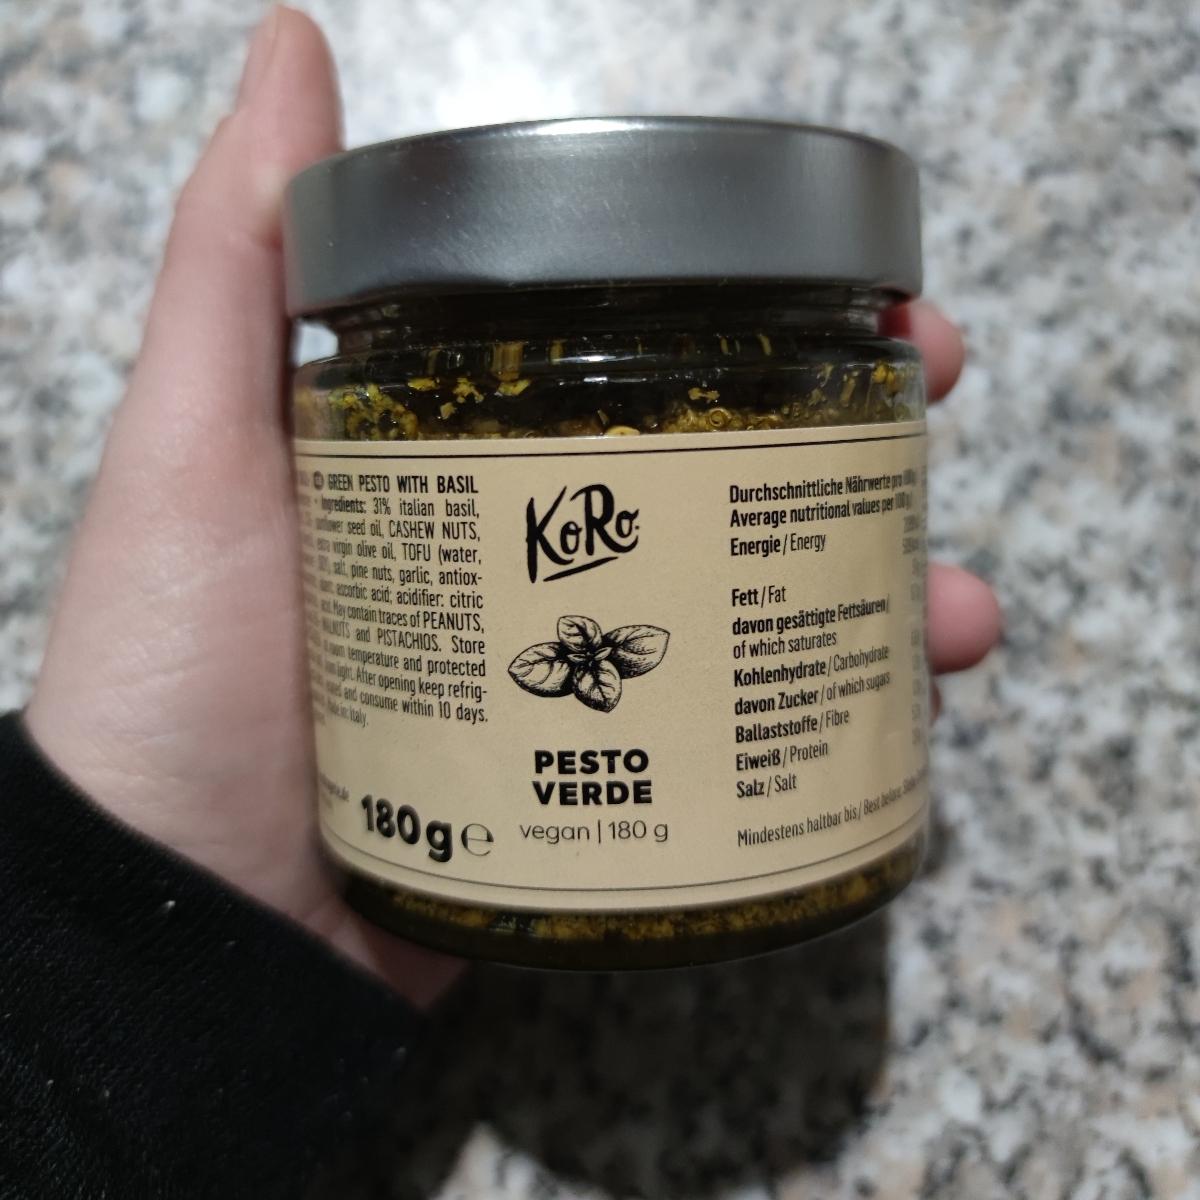 GREEN PESTO WITH BASIL
Ingredients: 31% italian basil,
sunflower seed oil, CASHEW NUTS,
extra virgin olive oil, TOFU (water,
salt, pine nuts, garlic, antiox-
ascorbic acid; acidifier: citric
May contain traces of PEANUTS,
WALNUTS and PISTACHIOS. Store
room temperature and protected
light. After opening keep refrig-
and consume within 10 days.
Made in: Italy.
180 g ℮
KoRo
PESTO
VERDE
vegan | 180 g
Durchschnittliche Nährwerte pro 100 g /
Average nutritional values per 100 g
Energie / Energy
Fett / Fat
davon gesättigte Fettsäuren /
of which saturates
Kohlenhydrate / Carbohydrate
davon Zucker / of which sugars
Ballaststoffe / Fibre
Eiweiß / Protein
Salz / Salt
Mindestens haltbar bis / Best before: